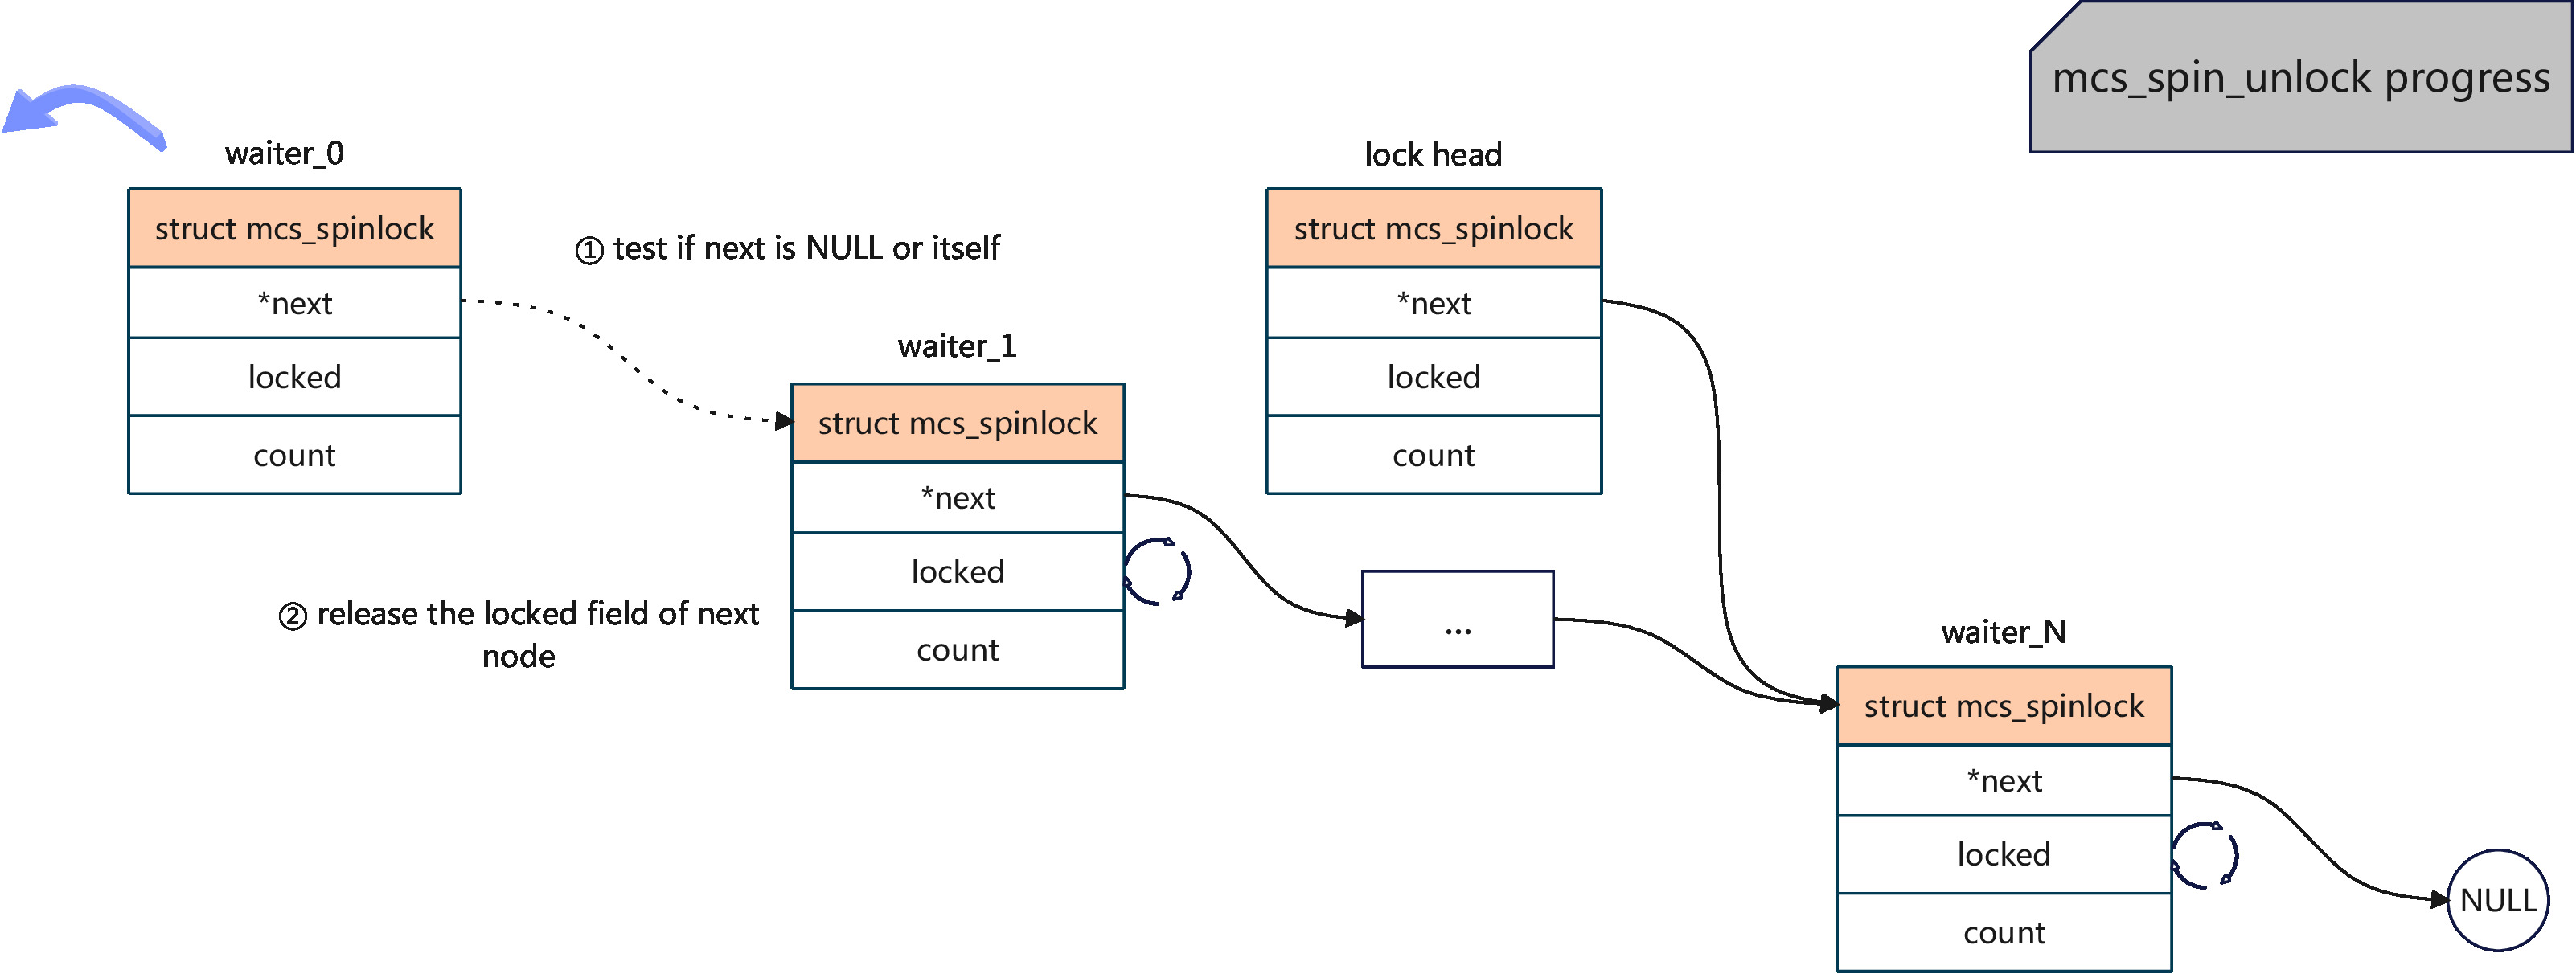 mcs_spin_unlock progress
waiter_0
struct mcs_spinlock
*next
locked
count
① test if next is NULL or itself
waiter_1
struct mcs_spinlock
*next
locked
count
② release the locked field of next
node
lock head
struct mcs_spinlock
*next
locked
count
...
waiter_N
struct mcs_spinlock
*next
locked
count
NULL